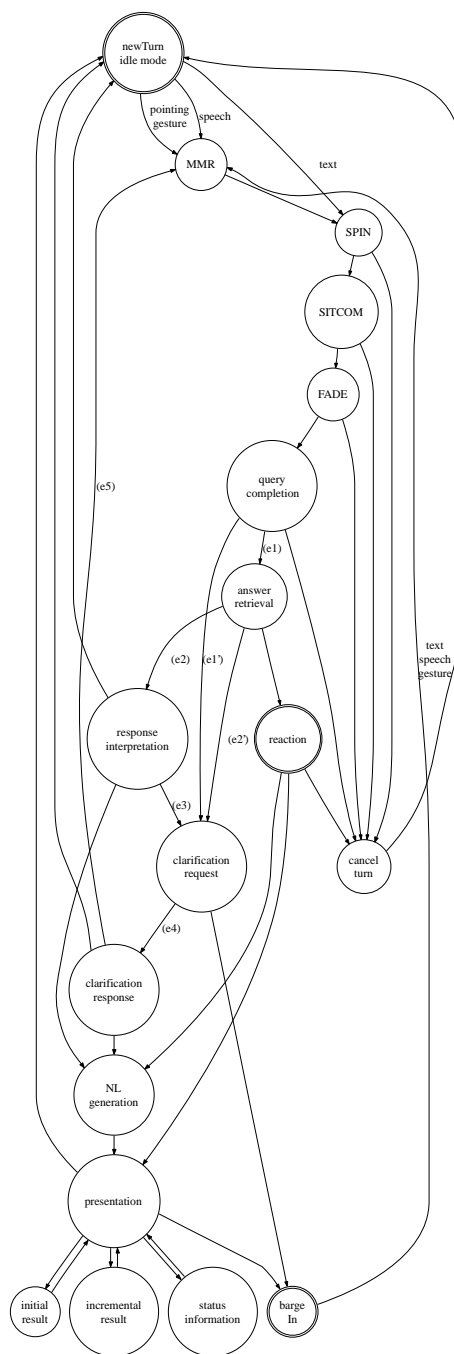 newTurn
idle mode
pointing
gesture
speech
MMR
text
SPIN
SITCOM
FADE
query
completion
(e5)
(e1)
answer
retrieval
(e2)
(e1')
text
speech
gesture
response
interpretation
(e2')
reaction
(e3)
clarification
request
cancel
turn
(e4)
clarification
response
NL
generation
presentation
initial
result
incremental
result
status
information
barge
In